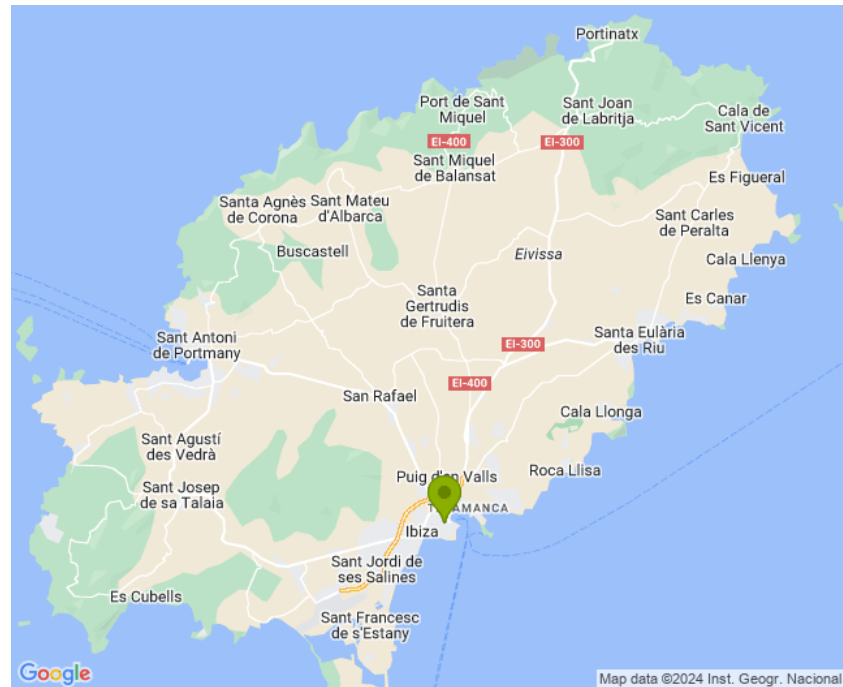 Portinatx
Port de Sant
Miquel
Sant Joan
de Labritja
Cala de
Sant Vicent
EI-400
EI-300
Sant Miquel
de Balansat
Es Figueral
Santa Agnès
de Corona
Sant Mateu
d'Albarca
Sant Carles
de Peralta
Buscastell
Eivissa
Cala Llenya
Santa
Gertrudis
de Fruitera
Es Canar
Sant Antoni
de Portmany
Santa Eulària
des Riu
EI-300
EI-400
San Rafael
Cala Llonga
Sant Agustí
des Vedrà
Puig d'en Valls
Roca Llisa
Sant Josep
de sa Talaia
AMANCA
Ibiza
Sant Jordi de
ses Salines
Es Cubells
Sant Francesc
de s'Estany
Google
Map data ©2024 Inst. Geogr. Nacional